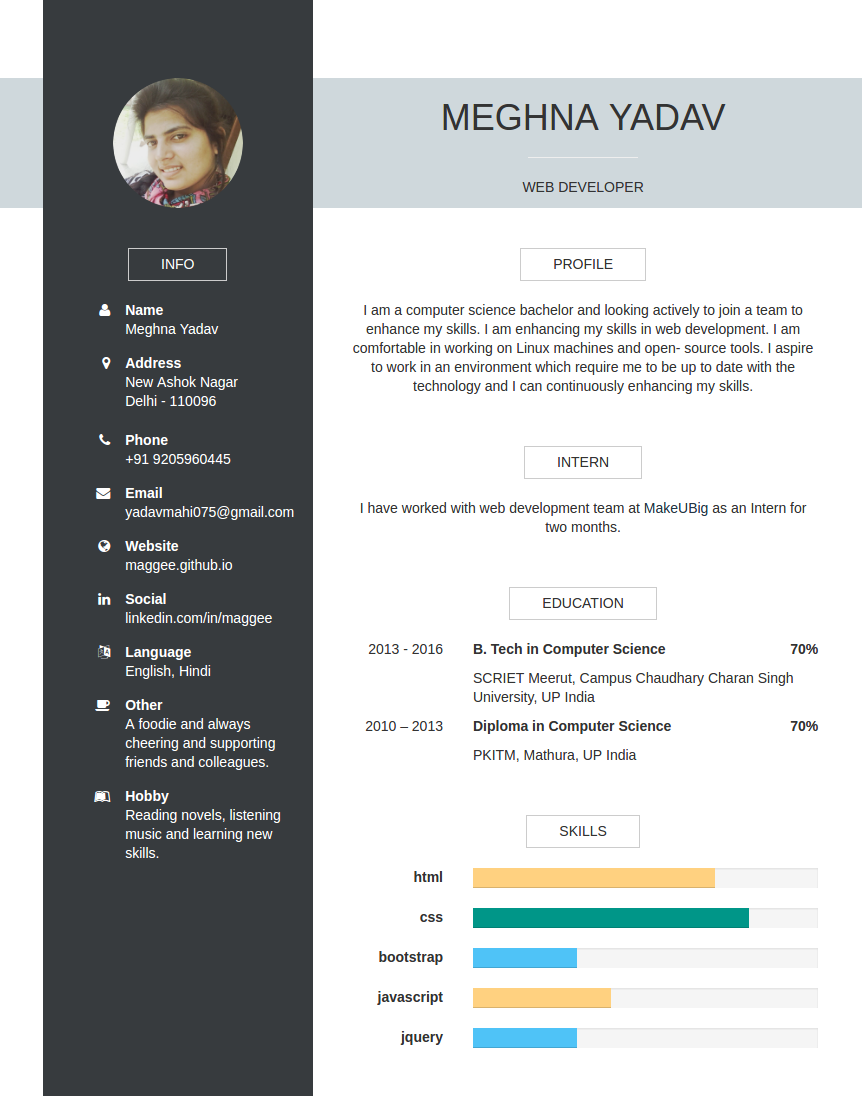 MEGHNA YADAV
WEB DEVELOPER
INFO
Name
Meghna Yadav
Address
New Ashok Nagar
Delhi - 110096
Phone
+91 9205960445
Email
yadavmahi075@gmail.com
Website
maggee.github.io
Social
linkedin.com/in/maggee
Language
English, Hindi
Other
A foodie and always
cheering and supporting
friends and colleagues.
Hobby
Reading novels, listening
music and learning new
skills.
PROFILE
I am a computer science bachelor and looking actively to join a team to
enhance my skills. I am enhancing my skills in web development. I am
comfortable in working on Linux machines and open- source tools. I aspire
to work in an environment which require me to be up to date with the
technology and I can continuously enhancing my skills.
INTERN
I have worked with web development team at MakeUBig as an Intern for
two months.
EDUCATION
2013 - 2016 B. Tech in Computer Science 70%
SCRIET Meerut, Campus Chaudhary Charan Singh
University, UP India
2010 – 2013 Diploma in Computer Science 70%
PKITM, Mathura, UP India
SKILLS
html
css
bootstrap
javascript
jquery